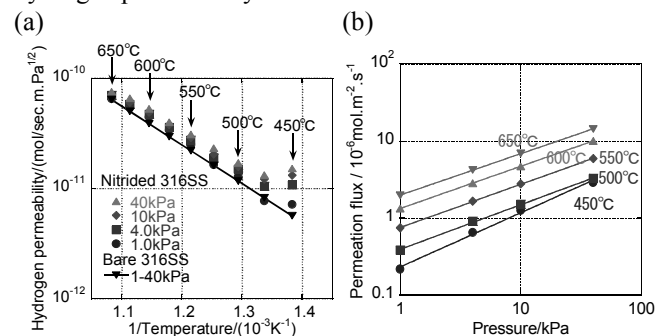 (a)
(b)
Hydrogen permeability/(mol/sec.m.Pa1/2)
10-10
10-11
10-12
650°C
600°C
550°C
500°C
450°C
Nitrided 316SS
40kPa
10kPa
4.0kPa
1.0kPa
Bare 316SS
1-40kPa
1.1
1.2
1.3
1.4
1/Temperature/(10-3K-1)
Permeation flux / 10-6mol.m-2.s-1
102
10
1
0.1
650°C
600°C
550°C
500°C
450°C
1
10
100
Pressure/kPa